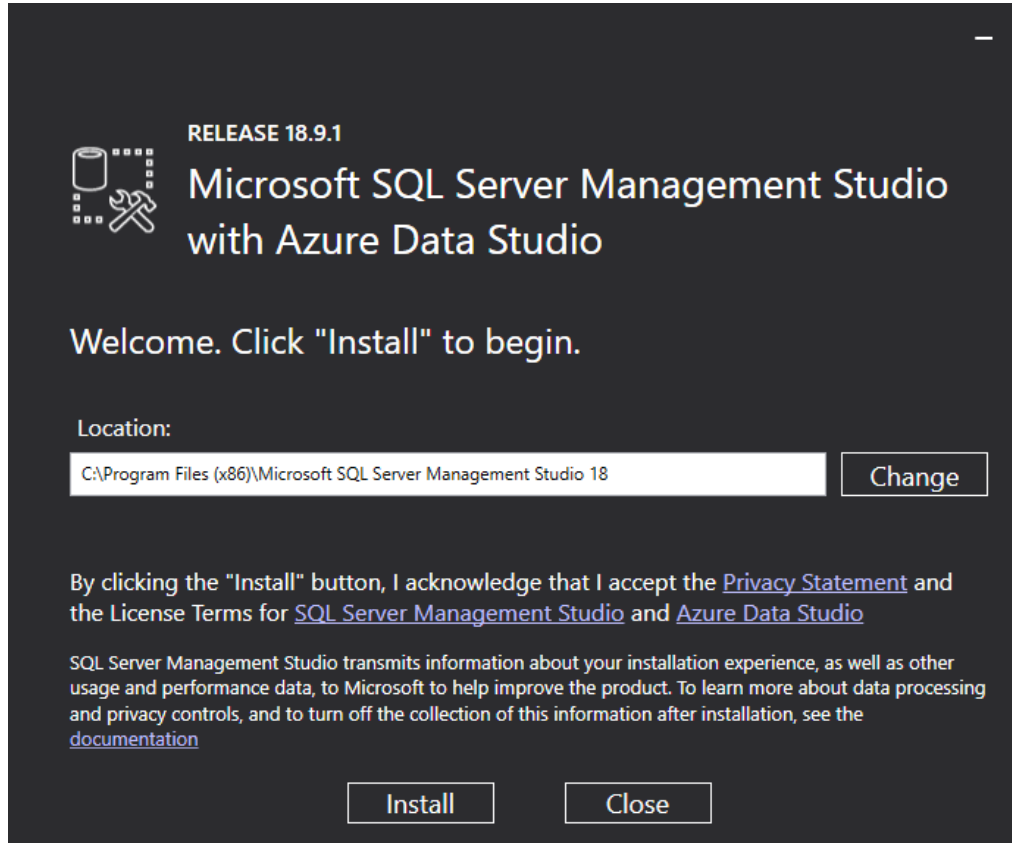 RELEASE 18.9.1
Microsoft SQL Server Management Studio
with Azure Data Studio
Welcome. Click "Install" to begin.
Location:
C:\Program Files (x86)\Microsoft SQL Server Management Studio 18
Change
By clicking the "Install" button, I acknowledge that I accept the Privacy Statement and
the License Terms for SQL Server Management Studio and Azure Data Studio
SQL Server Management Studio transmits information about your installation experience, as well as other
usage and performance data, to Microsoft to help improve the product. To learn more about data processing
and privacy controls, and to turn off the collection of this information after installation, see the
documentation
Install
Close